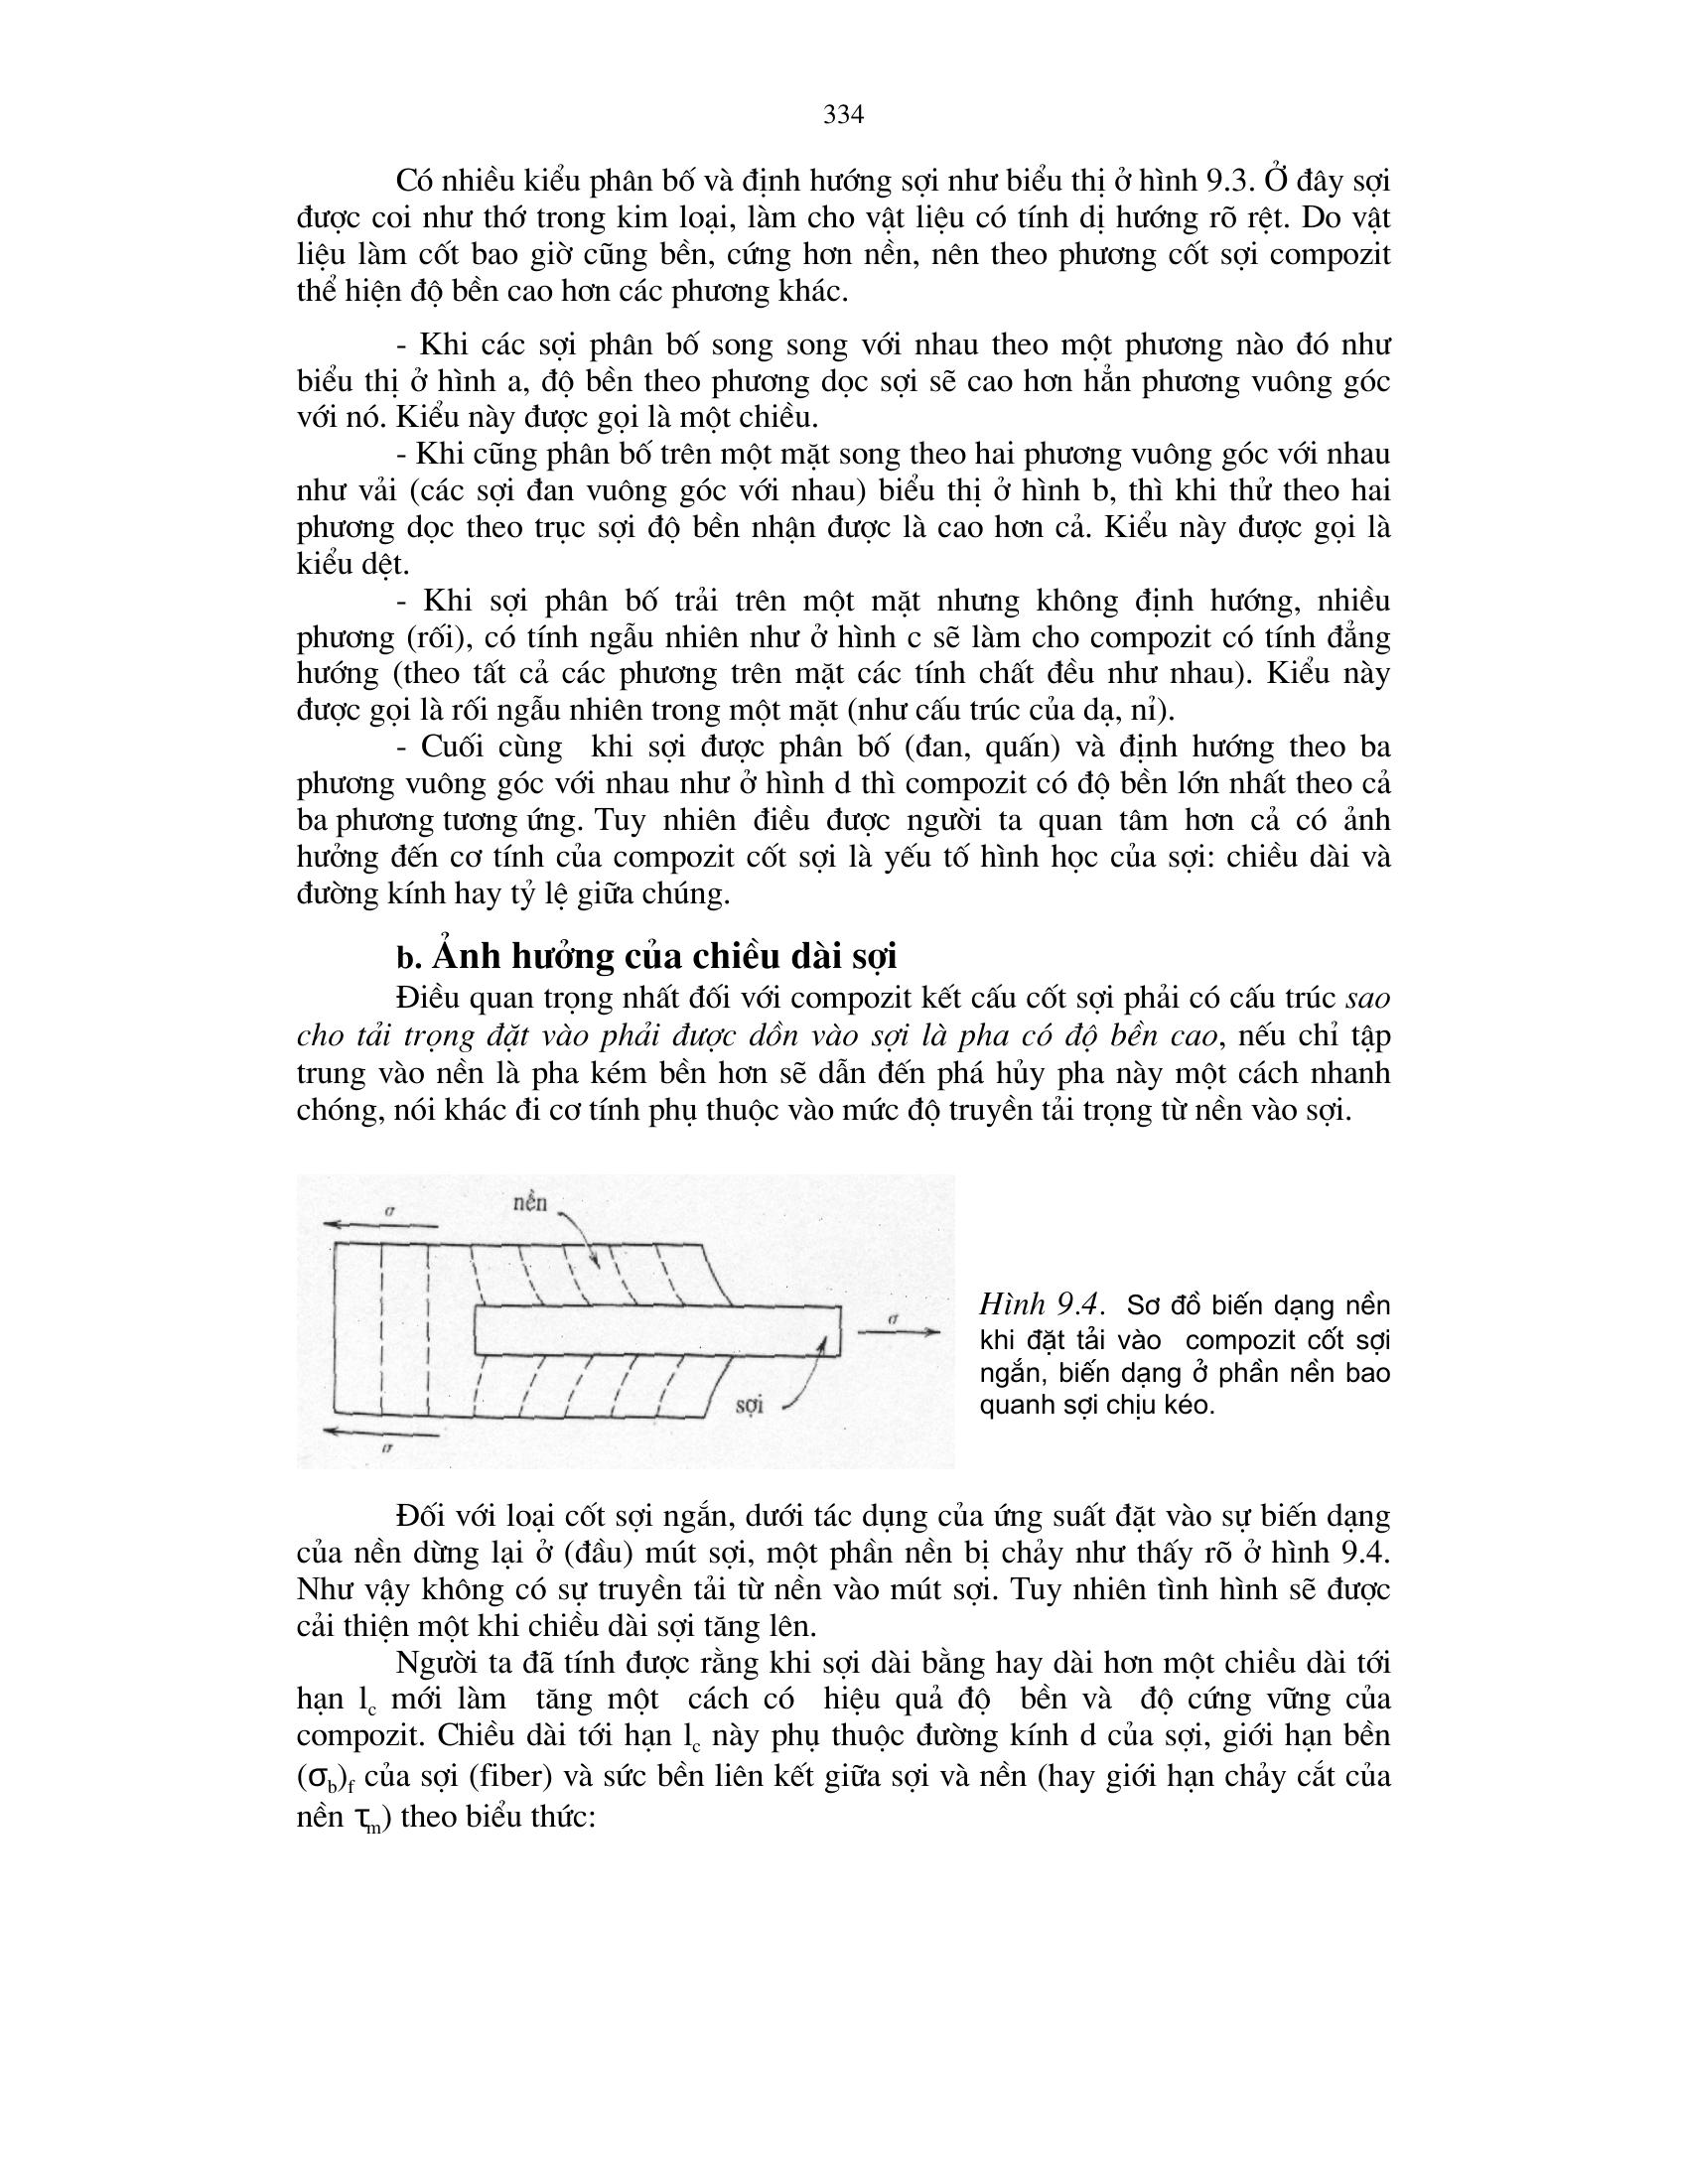 334
Có nhiều kiểu phân bố và định hướng sợi như biểu thị ở hình 9.3. Ở đây sợi
được coi như thớ trong kim loại, làm cho vật liệu có tính dị hướng rõ rệt. Do vật
liệu làm cốt bao giờ cũng bền, cứng hơn nền, nên theo phương cốt sợi compozit
thể hiện độ bền cao hơn các phương khác.
- Khi các sợi phân bố song song với nhau theo một phương nào đó như
biểu thị ở hình a, độ bền theo phương dọc sợi sẽ cao hơn hẳn phương vuông góc
với nó. Kiểu này được gọi là một chiều.
- Khi cũng phân bố trên một mặt song theo hai phương vuông góc với nhau
như vải (các sợi đan vuông góc với nhau) biểu thị ở hình b, thì khi thử theo hai
phương dọc theo trục sợi độ bền nhận được là cao hơn cả. Kiểu này được gọi là
kiểu dệt.
- Khi sợi phân bố trải trên một mặt nhưng không định hướng, nhiều
phương (rối), có tính ngẫu nhiên như ở hình c sẽ làm cho compozit có tính đẳng
hướng (theo tất cả các phương trên mặt các tính chất đều như nhau). Kiểu này
được gọi là rối ngẫu nhiên trong một mặt (như cấu trúc của dạ, nỉ).
- Cuối cùng khi sợi được phân bố (đan, quấn) và định hướng theo ba
phương vuông góc với nhau như ở hình d thì compozit có độ bền lớn nhất theo cả
ba phương tương ứng. Tuy nhiên điều được người ta quan tâm hơn cả có ảnh
hưởng đến cơ tính của compozit cốt sợi là yếu tố hình học của sợi: chiều dài và
đường kính hay tỷ lệ giữa chúng.
b. Ảnh hưởng của chiều dài sợi
Điều quan trọng nhất đối với compozit kết cấu cốt sợi phải có cấu trúc sao
cho tải trọng đặt vào phải được dồn vào sợi là pha có độ bền cao, nếu chỉ tập
trung vào nền là pha kém bền hơn sẽ dẫn đến phá hủy pha này một cách nhanh
chóng, nói khác đi cơ tính phụ thuộc vào mức độ truyền tải trọng từ nền vào sợi.
nền
σ
σ
sợi
σ
Hình 9.4. Sơ đồ biến dạng nền
khi đặt tải vào compozit cốt sợi
ngắn, biến dạng ở phần nền bao
quanh sợi chịu kéo.
Đối với loại cốt sợi ngắn, dưới tác dụng của ứng suất đặt vào sự biến dạng
của nền dừng lại ở (đầu) mút sợi, một phần nền bị chảy như thấy rõ ở hình 9.4.
Như vậy không có sự truyền tải từ nền vào mút sợi. Tuy nhiên tình hình sẽ được
cải thiện một khi chiều dài sợi tăng lên.
Người ta đã tính được rằng khi sợi dài bằng hay dài hơn một chiều dài tới
hạn lc mới làm tăng một cách có hiệu quả độ bền và độ cứng vững của
compozit. Chiều dài tới hạn lc này phụ thuộc đường kính d của sợi, giới hạn bền
(σb)f của sợi (fiber) và sức bền liên kết giữa sợi và nền (hay giới hạn chảy cắt của
nền τm) theo biểu thức: